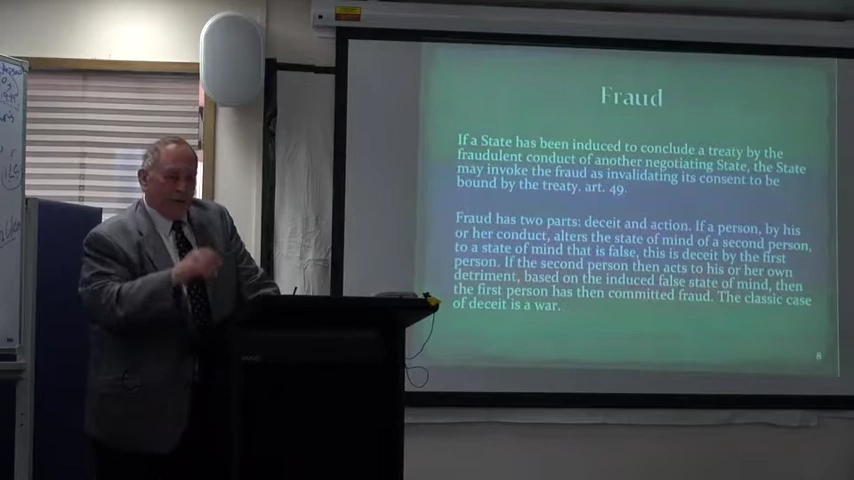 Fraud
If a State has been induced to conclude a treaty by the
fraudulent conduct of another negotiating State, the State
may invoke the fraud as invalidating its consent to be
bound by the treaty. art. 49.
Fraud has two parts: deceit and action. If a person, by his
or her conduct, alters the state of mind of a second person,
to a state of mind that is false, this is deceit by the first
person. If the second person then acts to his or her own
detriment, based on the induced false state of mind, then
the first person has then committed fraud. The classic case
of deceit is a war.
8